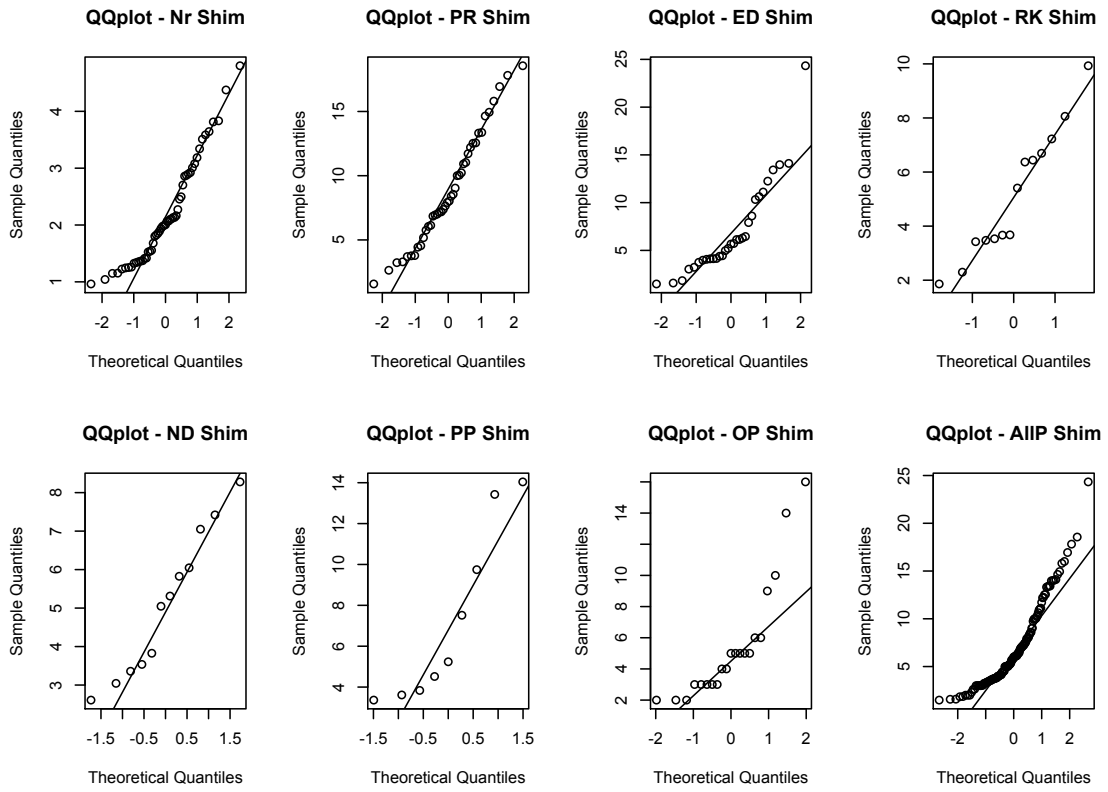 QQplot - Nr Shim
QQplot - PR Shim
QQplot - ED Shim
QQplot - RK Shim
Sample Quantiles
1 2 3 4
-2 -1 0 1 2
Theoretical Quantiles
Sample Quantiles
5 10 15
-2 -1 0 1 2
Theoretical Quantiles
Sample Quantiles
5 10 15 20 25
-2 -1 0 1 2
Theoretical Quantiles
Sample Quantiles
2 4 6 8 10
-1 0 1
Theoretical Quantiles
QQplot - ND Shim
QQplot - PP Shim
QQplot - OP Shim
QQplot - AllP Shim
Sample Quantiles
3 4 5 6 7 8
-1.5 -0.5 0.5 1.5
Theoretical Quantiles
Sample Quantiles
4 6 8 10 12 14
-1.5 -0.5 0.5 1.5
Theoretical Quantiles
Sample Quantiles
2 4 6 8 10 14
-2 -1 0 1 2
Theoretical Quantiles
Sample Quantiles
5 10 15 20 25
-2 0 1 2
Theoretical Quantiles